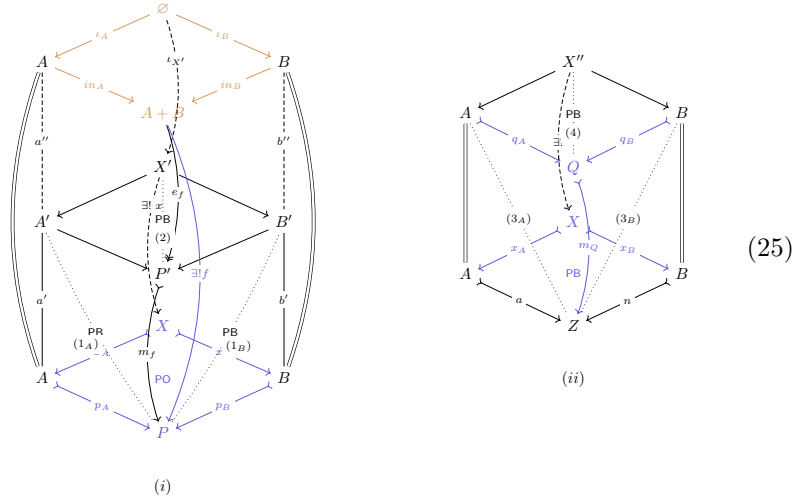 ∅
ι_A ι_B
A ι_{X'} B X''
in_A in_B
A + B A PB B
(4)
a'' b'' q_A q_B
X' ∃! Q
e_f
∃! x
PB
A' B' (3_A) X (3_B)
(2)
x_A m_Q x_B
P' ∃!f PB (25)
A B
a' b' a n
X Z
PB PB
(1_A) m_f x (1_B)
(ii)
A PO B
p_A p_B
P
(i)